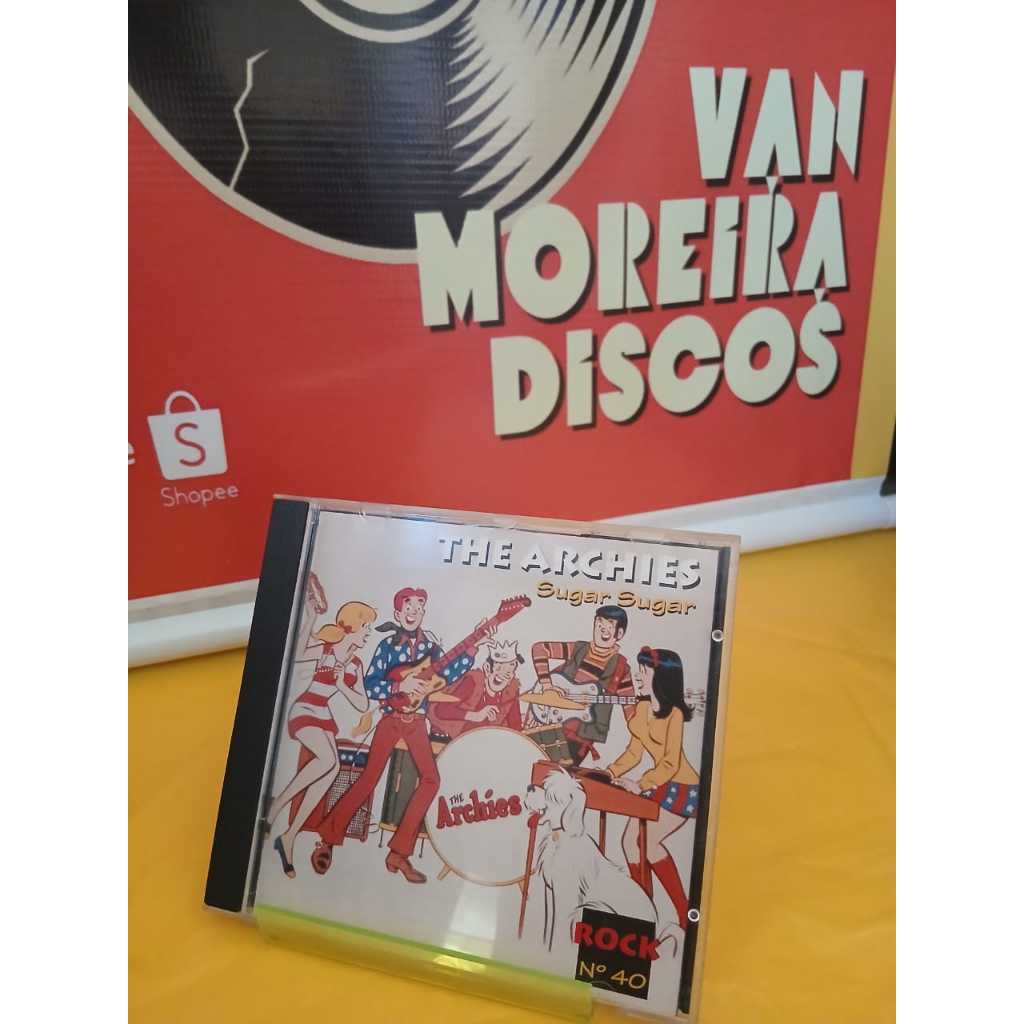 VAN
MOREIRA
DISCOS
e
S
Shopee
THE ARCHIES
Sugar Sugar
THE
Archies
ROCK
Nº 40